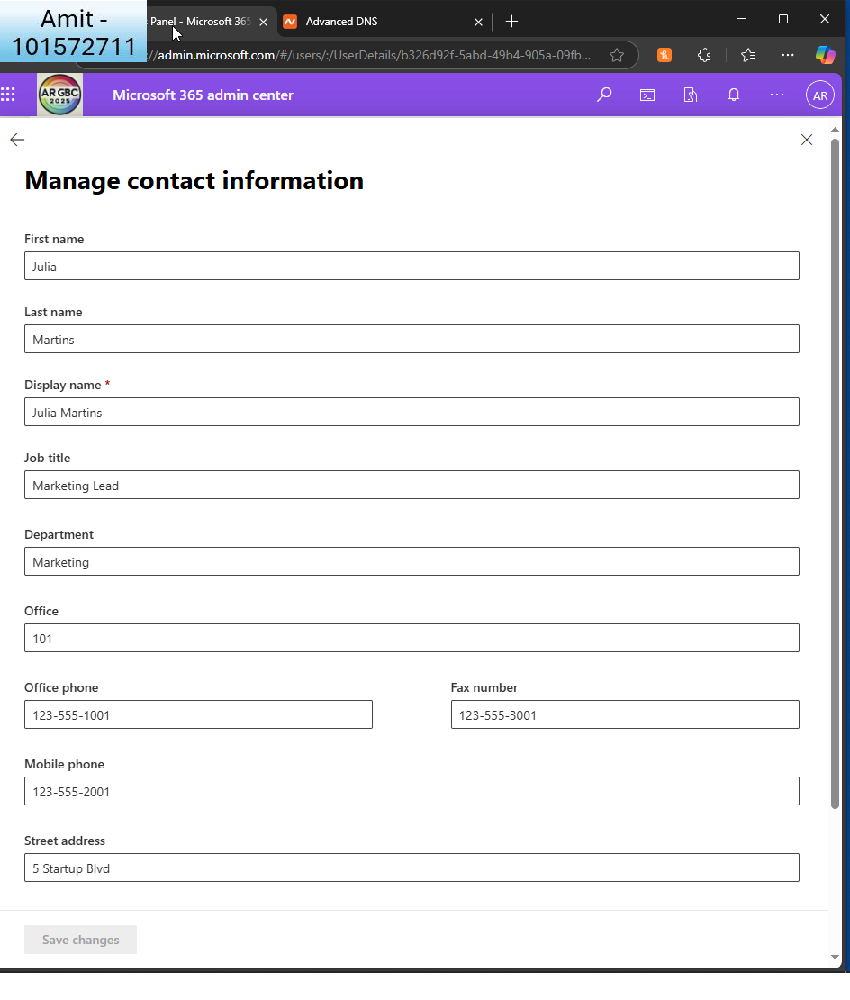 Amit -
101572711
s Panel - Microsoft 365
Advanced DNS
//admin.microsoft.com/#/users/:/UserDetails/b326d92f-5abd-49b4-905a-09fb...
AR GBC
2025
Microsoft 365 admin center
AR
Manage contact information
First name
Julia
Last name
Martins
Display name *
Julia Martins
Job title
Marketing Lead
Department
Marketing
Office
101
Office phone
Fax number
123-555-1001
123-555-3001
Mobile phone
123-555-2001
Street address
5 Startup Blvd
Save changes